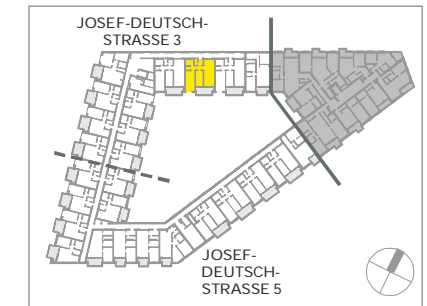 JOSEF-DEUTSCH-
STRASSE 3
JOSEF-
DEUTSCH-
STRASSE 5